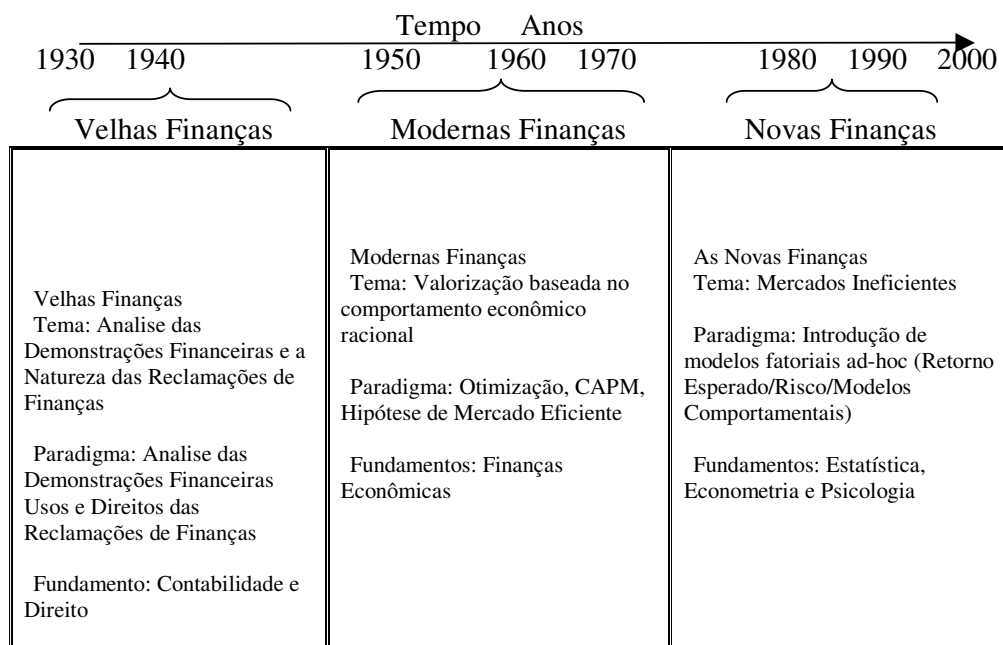 Tempo Anos
1930 1940 1950 1960 1970 1980 1990 2000
Velhas Finanças Modernas Finanças Novas Finanças
Velhas Finanças
Tema: Analise das
Demonstrações Financeiras e a
Natureza das Reclamações de
Finanças
Paradigma: Analise das
Demonstrações Financeiras
Usos e Direitos das
Reclamações de Finanças
Fundamento: Contabilidade e
Direito
Modernas Finanças
Tema: Valorização baseada no
comportamento econômico
racional
Paradigma: Otimização, CAPM,
Hipótese de Mercado Eficiente
Fundamentos: Finanças
Econômicas
As Novas Finanças
Tema: Mercados Ineficientes
Paradigma: Introdução de
modelos fatoriais ad-hoc (Retorno
Esperado/Risco/Modelos
Comportamentais)
Fundamentos: Estatística,
Econometria e Psicologia